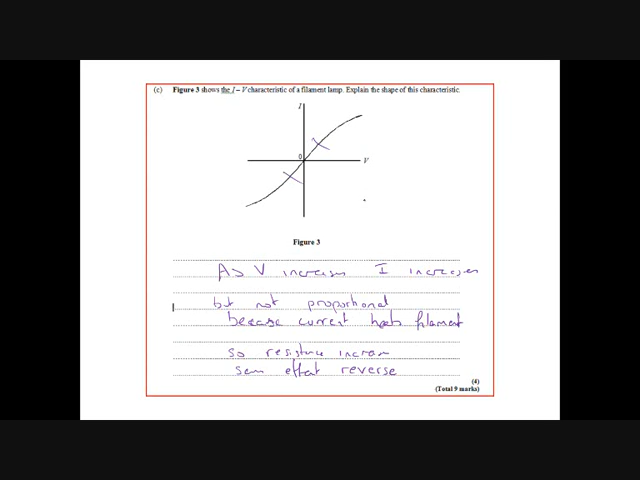 (c) Figure 3 shows the I – V characteristic of a filament lamp. Explain the shape of this characteristic.
I
0
V
Figure 3
As V increases I increases
but not proportional
because current heats filament
so resistance increase
same effect reverse
(4)
(Total 9 marks)